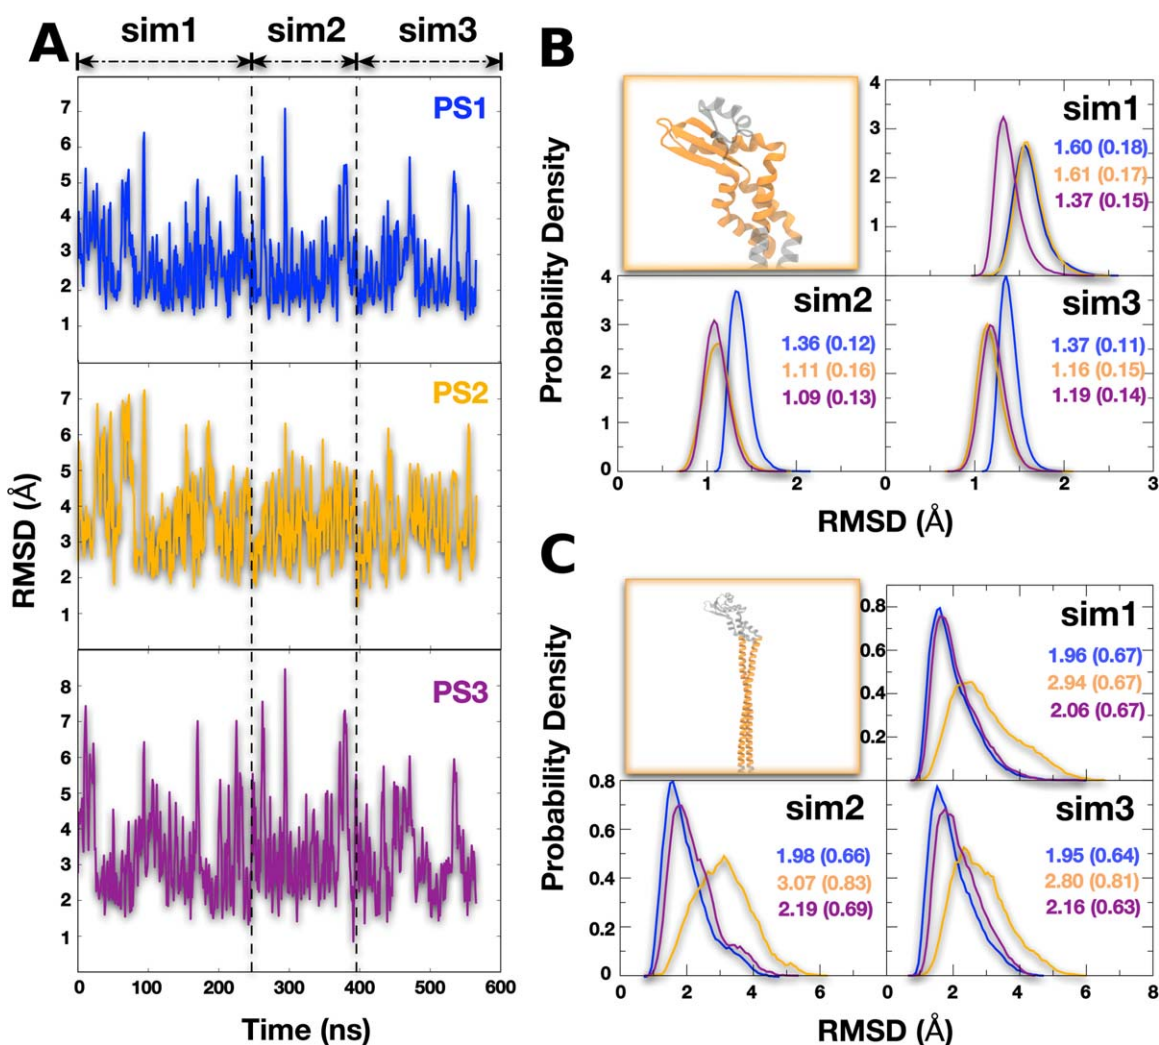 A
sim1 sim2 sim3
PS1
7
6
5
4
3
2
1
PS2
7
6
5
4
3
2
1
PS3
8
7
6
5
4
3
2
1
RMSD (Å)
0 100 200 300 400 500 600
Time (ns)
B
4
3
2
1
0
sim1
1.60 (0.18)
1.61 (0.17)
1.37 (0.15)
4
3
2
1
0
sim2
1.36 (0.12)
1.11 (0.16)
1.09 (0.13)
sim3
1.37 (0.11)
1.16 (0.15)
1.19 (0.14)
Probability Density
0 1 2 0 1 2 3
RMSD (Å)
C
0.8
0.6
0.4
0.2
sim1
1.96 (0.67)
2.94 (0.67)
2.06 (0.67)
0.8
0.6
0.4
0.2
0
sim2
1.98 (0.66)
3.07 (0.83)
2.19 (0.69)
sim3
1.95 (0.64)
2.80 (0.81)
2.16 (0.63)
Probability Density
0 2 4 6 0 2 4 6 8
RMSD (Å)